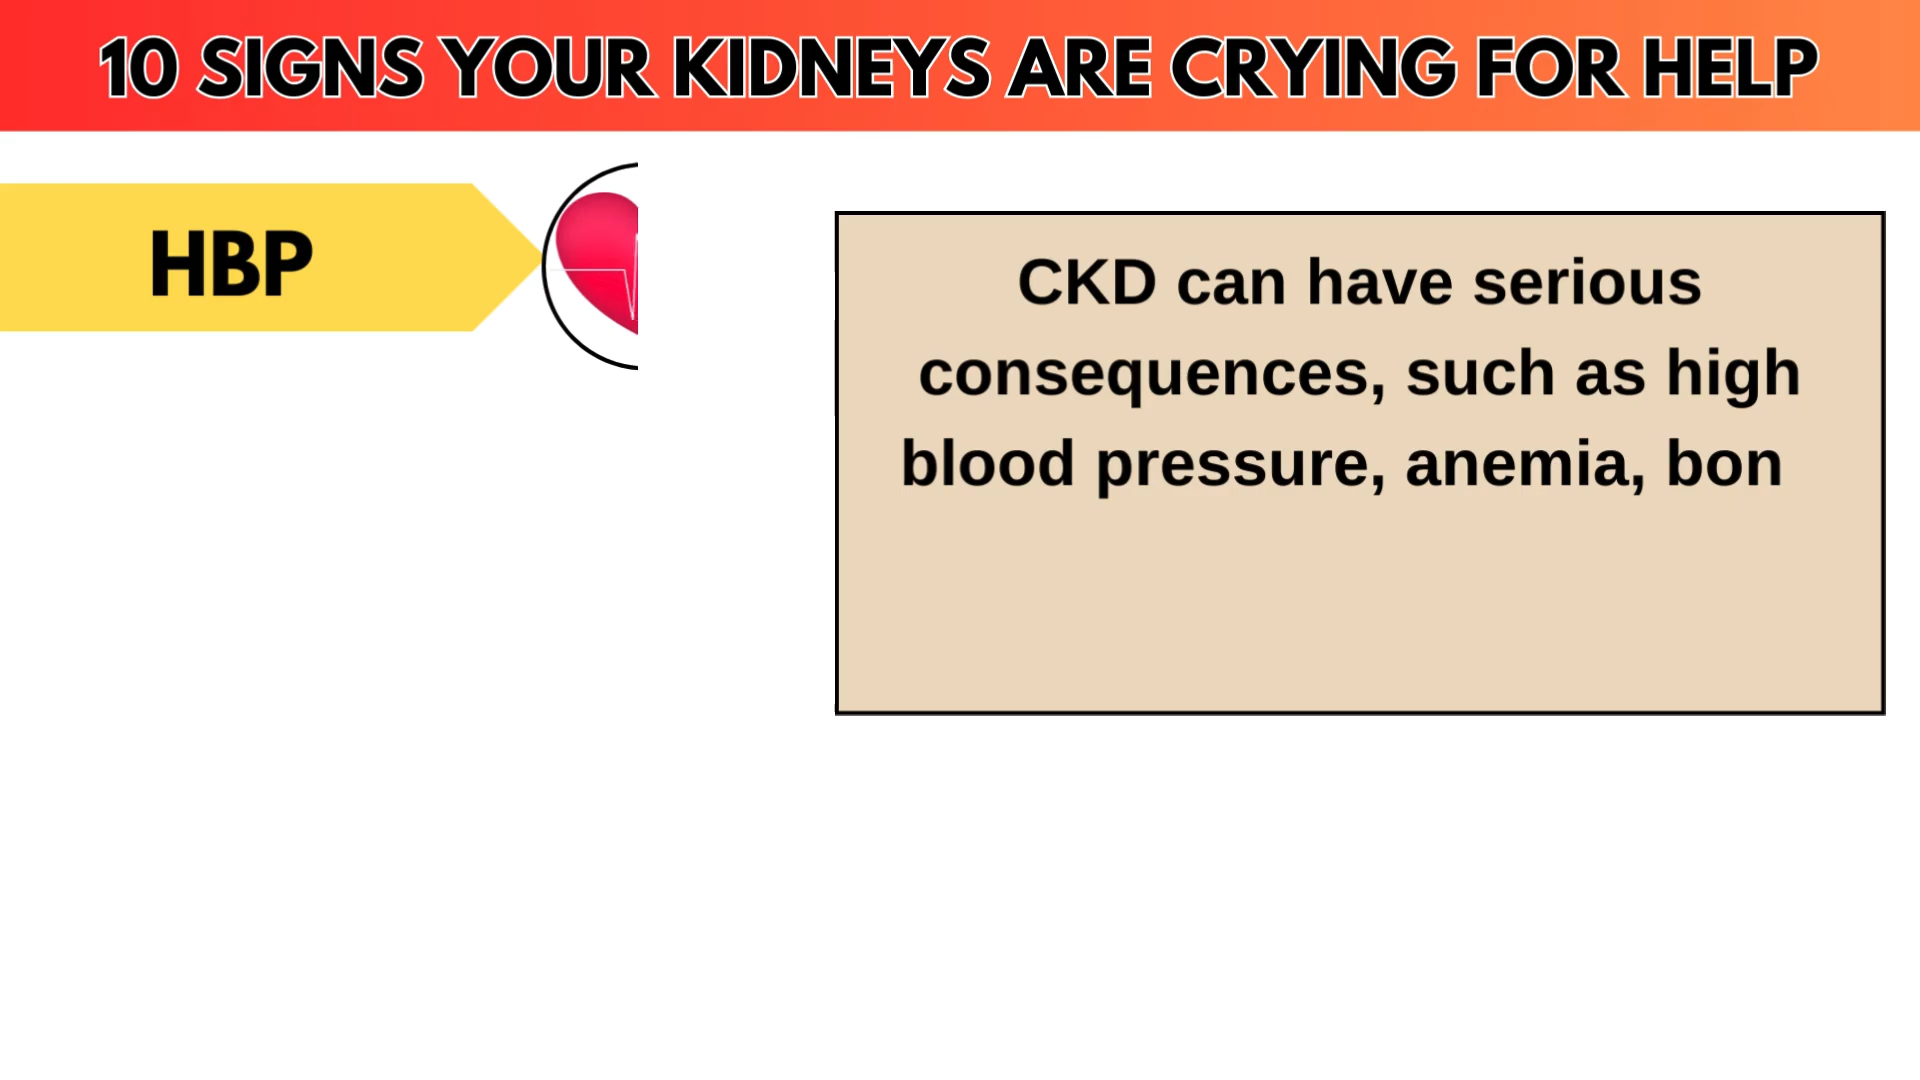 10 SIGNS YOUR KIDNEYS ARE CRYING FOR HELP
HBP
CKD can have serious
consequences, such as high
blood pressure, anemia, bon